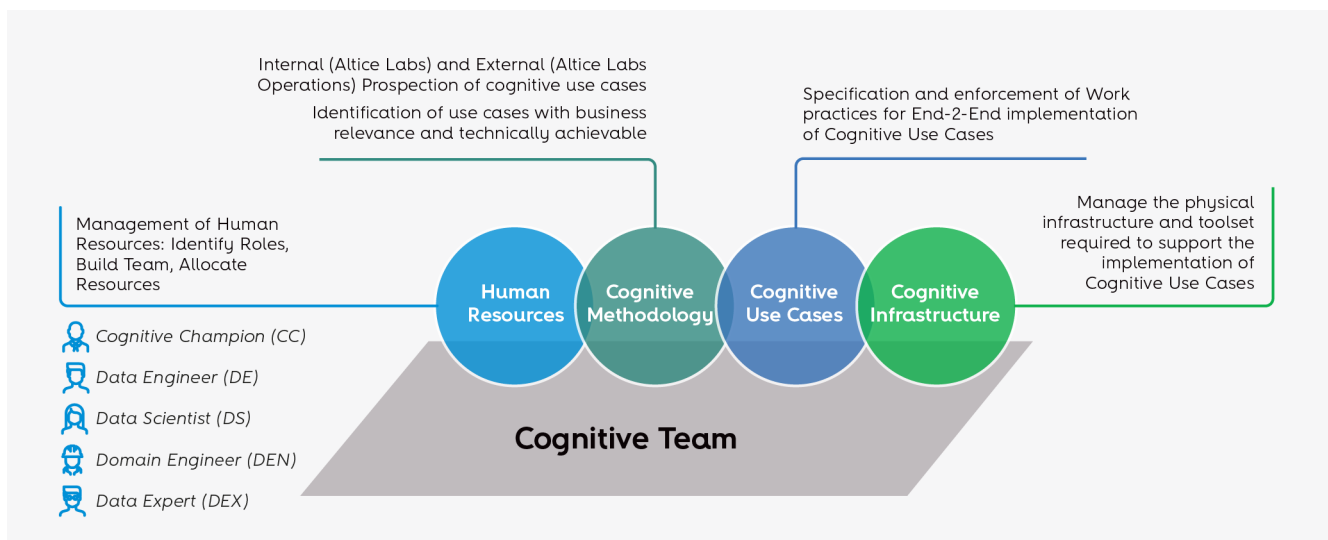 Internal (Altice Labs) and External (Altice Labs
Operations) Prospection of cognitive use cases
Identification of use cases with business
relevance and technically achievable
Specification and enforcement of Work
practices for End-2-End implementation
of Cognitive Use Cases
Management of Human
Resources: Identify Roles,
Build Team, Allocate
Resources
Manage the physical
infrastructure and toolset
required to support the
implementation of
Cognitive Use Cases
Human
Resources
Cognitive
Methodology
Cognitive
Use Cases
Cognitive
Infrastructure
Cognitive Champion (CC)
Data Engineer (DE)
Data Scientist (DS)
Domain Engineer (DEN)
Data Expert (DEX)
Cognitive Team